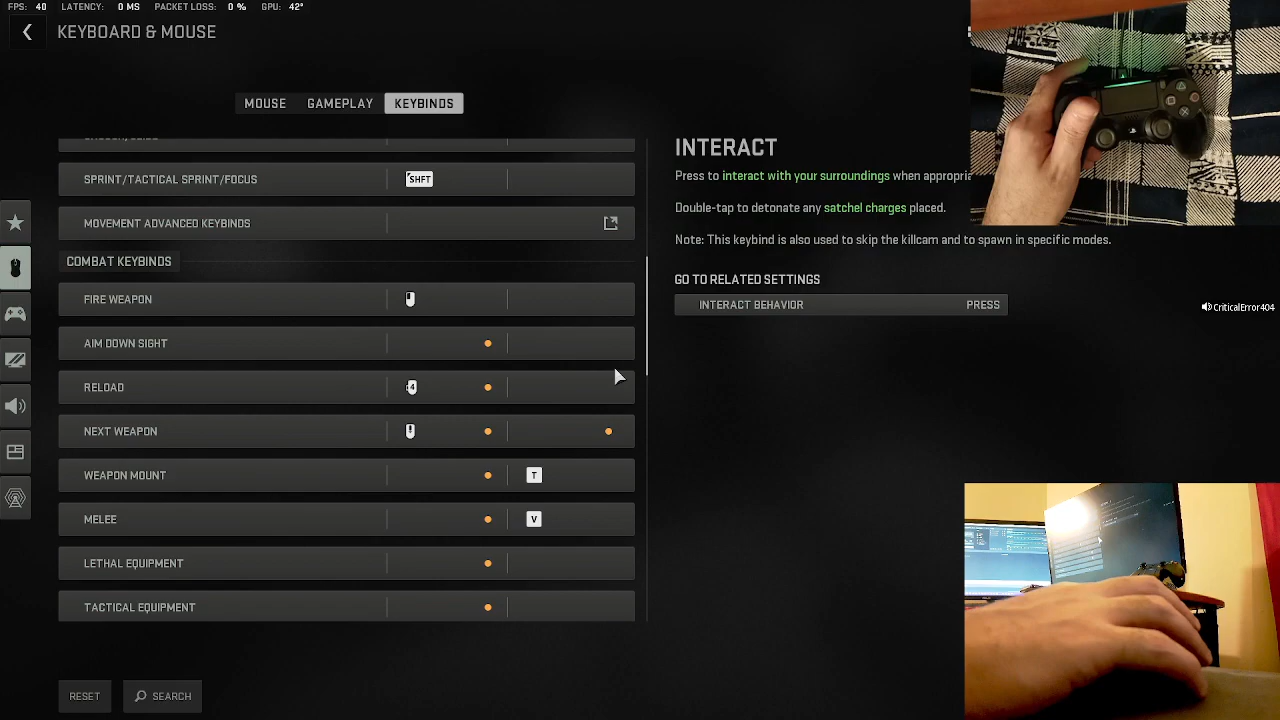 FPS: 40 LATENCY: 0 MS PACKET LOSS: 0 % GPU: 42°
KEYBOARD & MOUSE
MOUSE GAMEPLAY KEYBINDS
SPRINT/TACTICAL SPRINT/FOCUS SHFT
MOVEMENT ADVANCED KEYBINDS
COMBAT KEYBINDS
FIRE WEAPON
AIM DOWN SIGHT
RELOAD 4
NEXT WEAPON
WEAPON MOUNT T
MELEE V
LETHAL EQUIPMENT
TACTICAL EQUIPMENT
RESET SEARCH
INTERACT
Press to interact with your surroundings when appropria
Double-tap to detonate any satchel charges placed.
Note: This keybind is also used to skip the killcam and to spawn in specific modes.
GO TO RELATED SETTINGS
INTERACT BEHAVIOR PRESS
CriticalError404